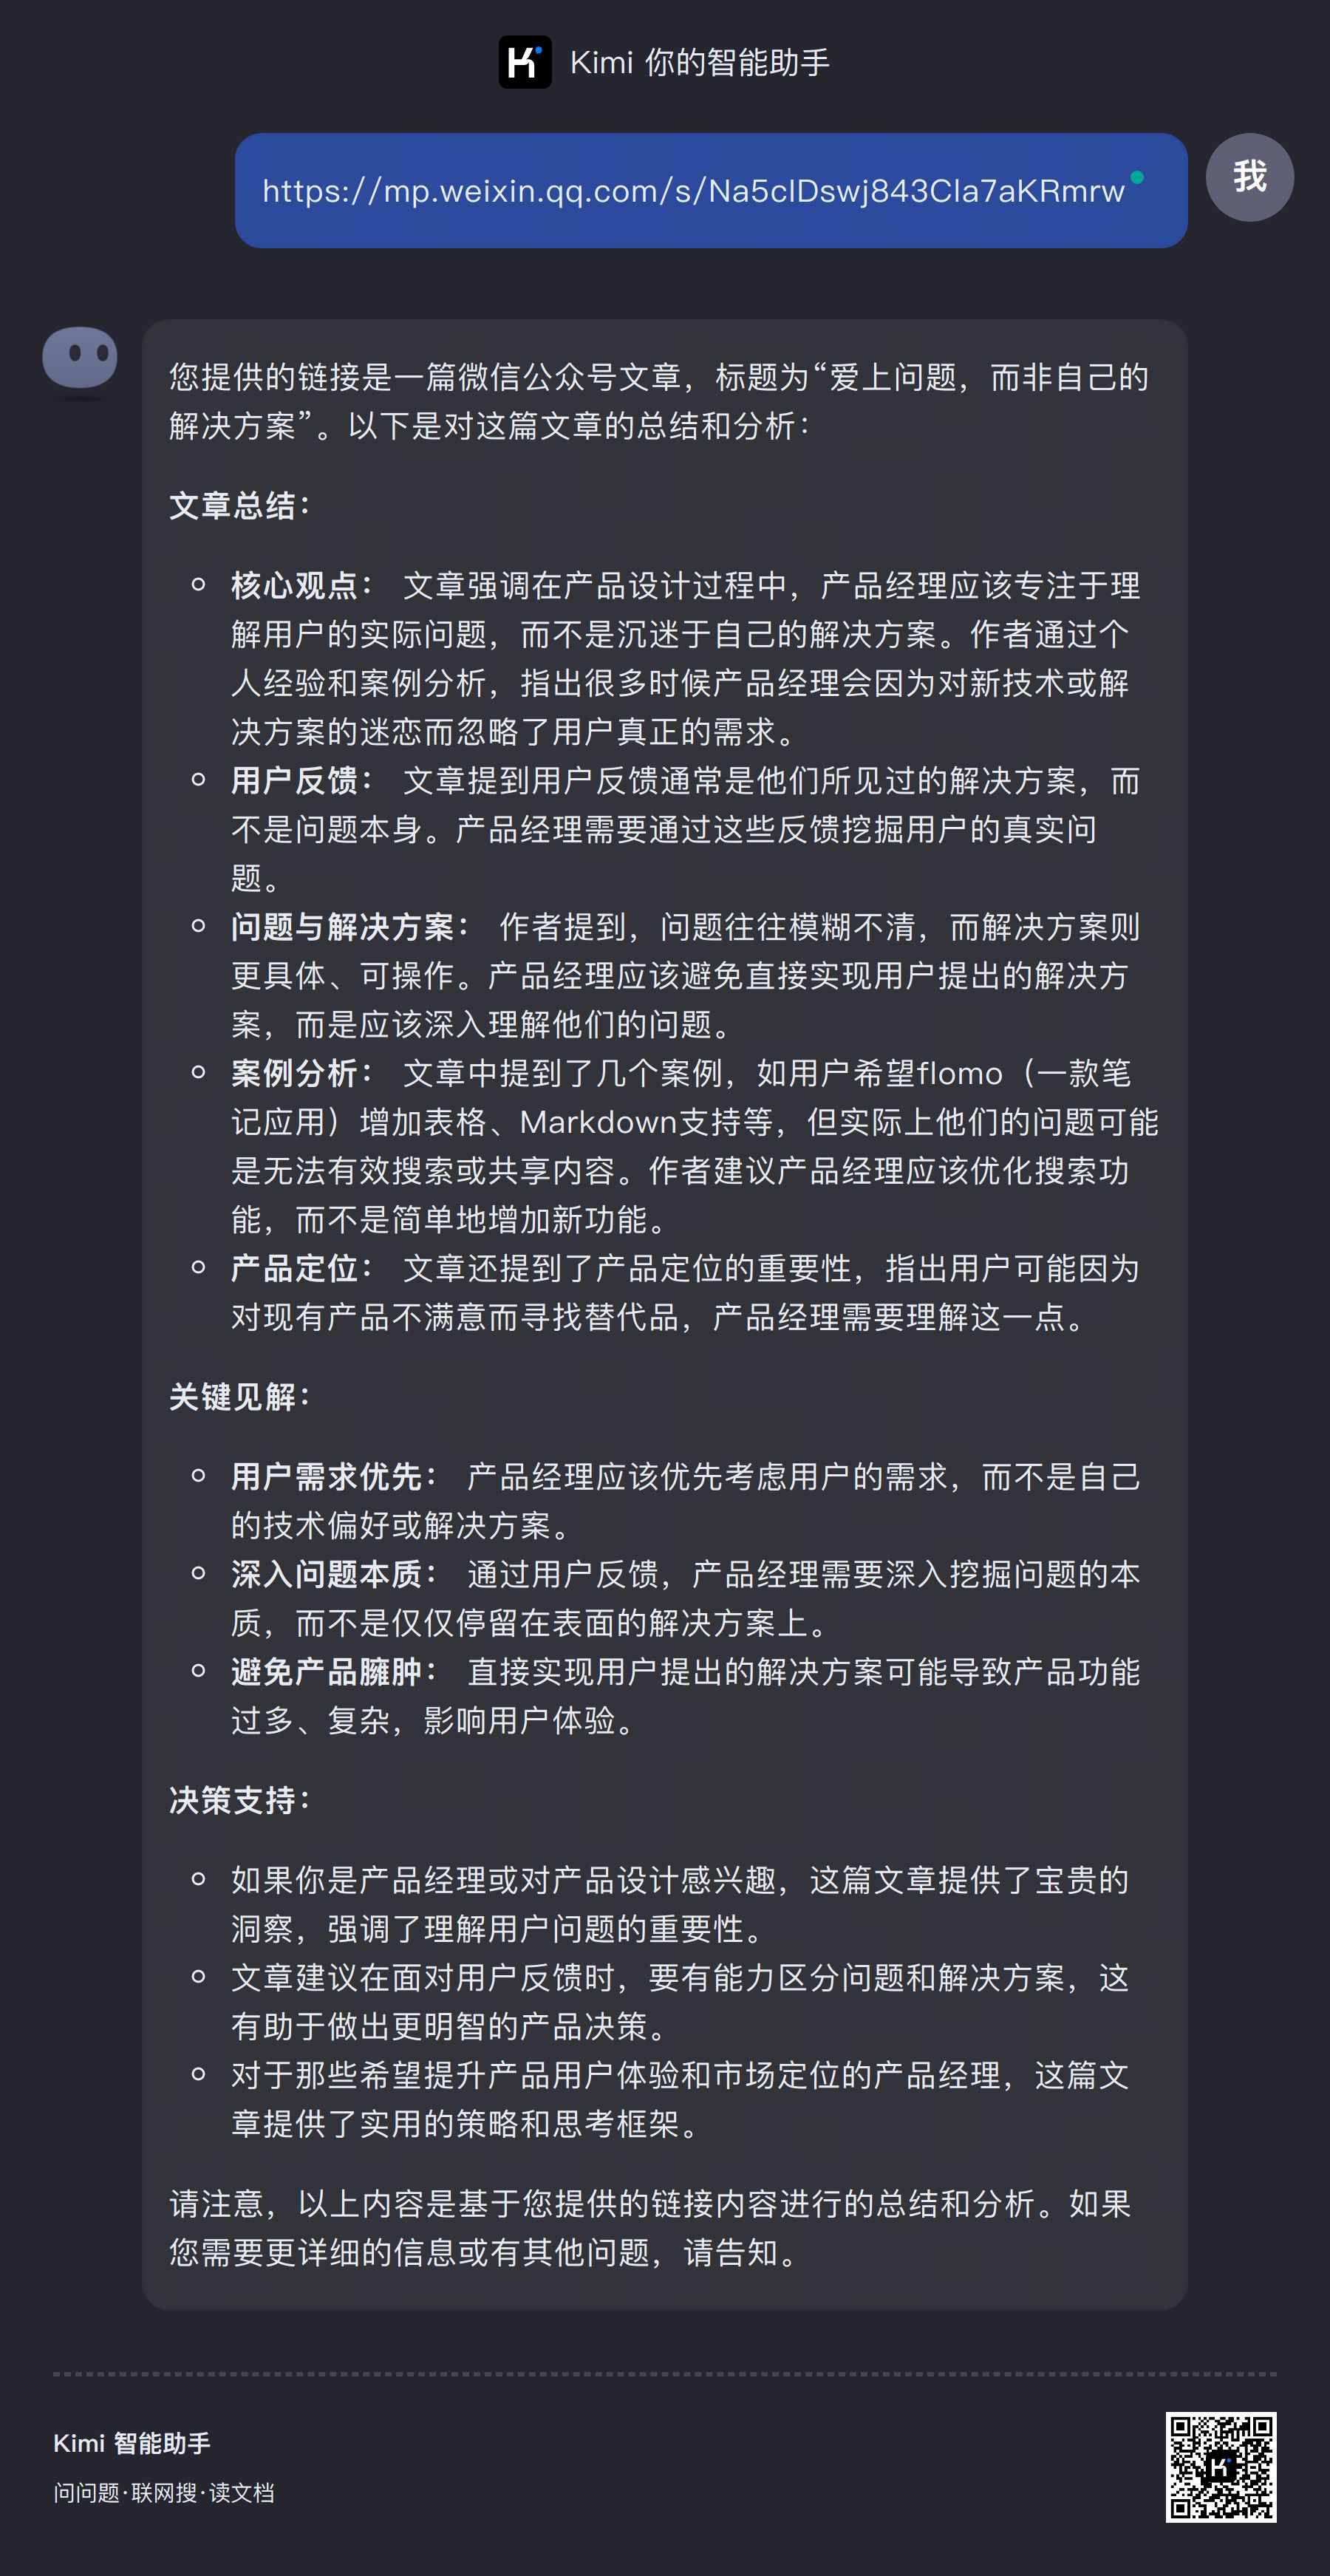 Kimi 你的智能助手
https://mp.weixin.qq.com/s/Na5cIDswj843Cla7aKRmrw
我
您提供的链接是一篇微信公众号文章，标题为“爱上问题，而非自己的
解决方案”。以下是对这篇文章的总结和分析：
文章总结：
核心观点： 文章强调在产品设计过程中，产品经理应该专注于理
解用户的实际问题，而不是沉迷于自己的解决方案。作者通过个
人经验和案例分析，指出很多时候产品经理会因为对新技术或解
决方案的迷恋而忽略了用户真正的需求。
用户反馈： 文章提到用户反馈通常是他们所见过的解决方案，而
不是问题本身。产品经理需要通过这些反馈挖掘用户的真实问
题。
问题与解决方案： 作者提到，问题往往模糊不清，而解决方案则
更具体、可操作。产品经理应该避免直接实现用户提出的解决方
案，而是应该深入理解他们的问题。
案例分析： 文章中提到了几个案例，如用户希望flomo（一款笔
记应用）增加表格、Markdown支持等，但实际上他们的问题可能
是无法有效搜索或共享内容。作者建议产品经理应该优化搜索功
能，而不是简单地增加新功能。
产品定位： 文章还提到了产品定位的重要性，指出用户可能因为
对现有产品不满意而寻找替代品，产品经理需要理解这一点。
关键见解：
用户需求优先： 产品经理应该优先考虑用户的需求，而不是自己
的技术偏好或解决方案。
深入问题本质： 通过用户反馈，产品经理需要深入挖掘问题的本
质，而不是仅仅停留在表面的解决方案上。
避免产品臃肿： 直接实现用户提出的解决方案可能导致产品功能
过多、复杂，影响用户体验。
决策支持：
如果你是产品经理或对产品设计感兴趣，这篇文章提供了宝贵的
洞察，强调了理解用户问题的重要性。
文章建议在面对用户反馈时，要有能力区分问题和解决方案，这
有助于做出更明智的产品决策。
对于那些希望提升产品用户体验和市场定位的产品经理，这篇文
章提供了实用的策略和思考框架。
请注意，以上内容是基于您提供的链接内容进行的总结和分析。如果
您需要更详细的信息或有其他问题，请告知。
Kimi 智能助手
问问题·联网搜·读文档